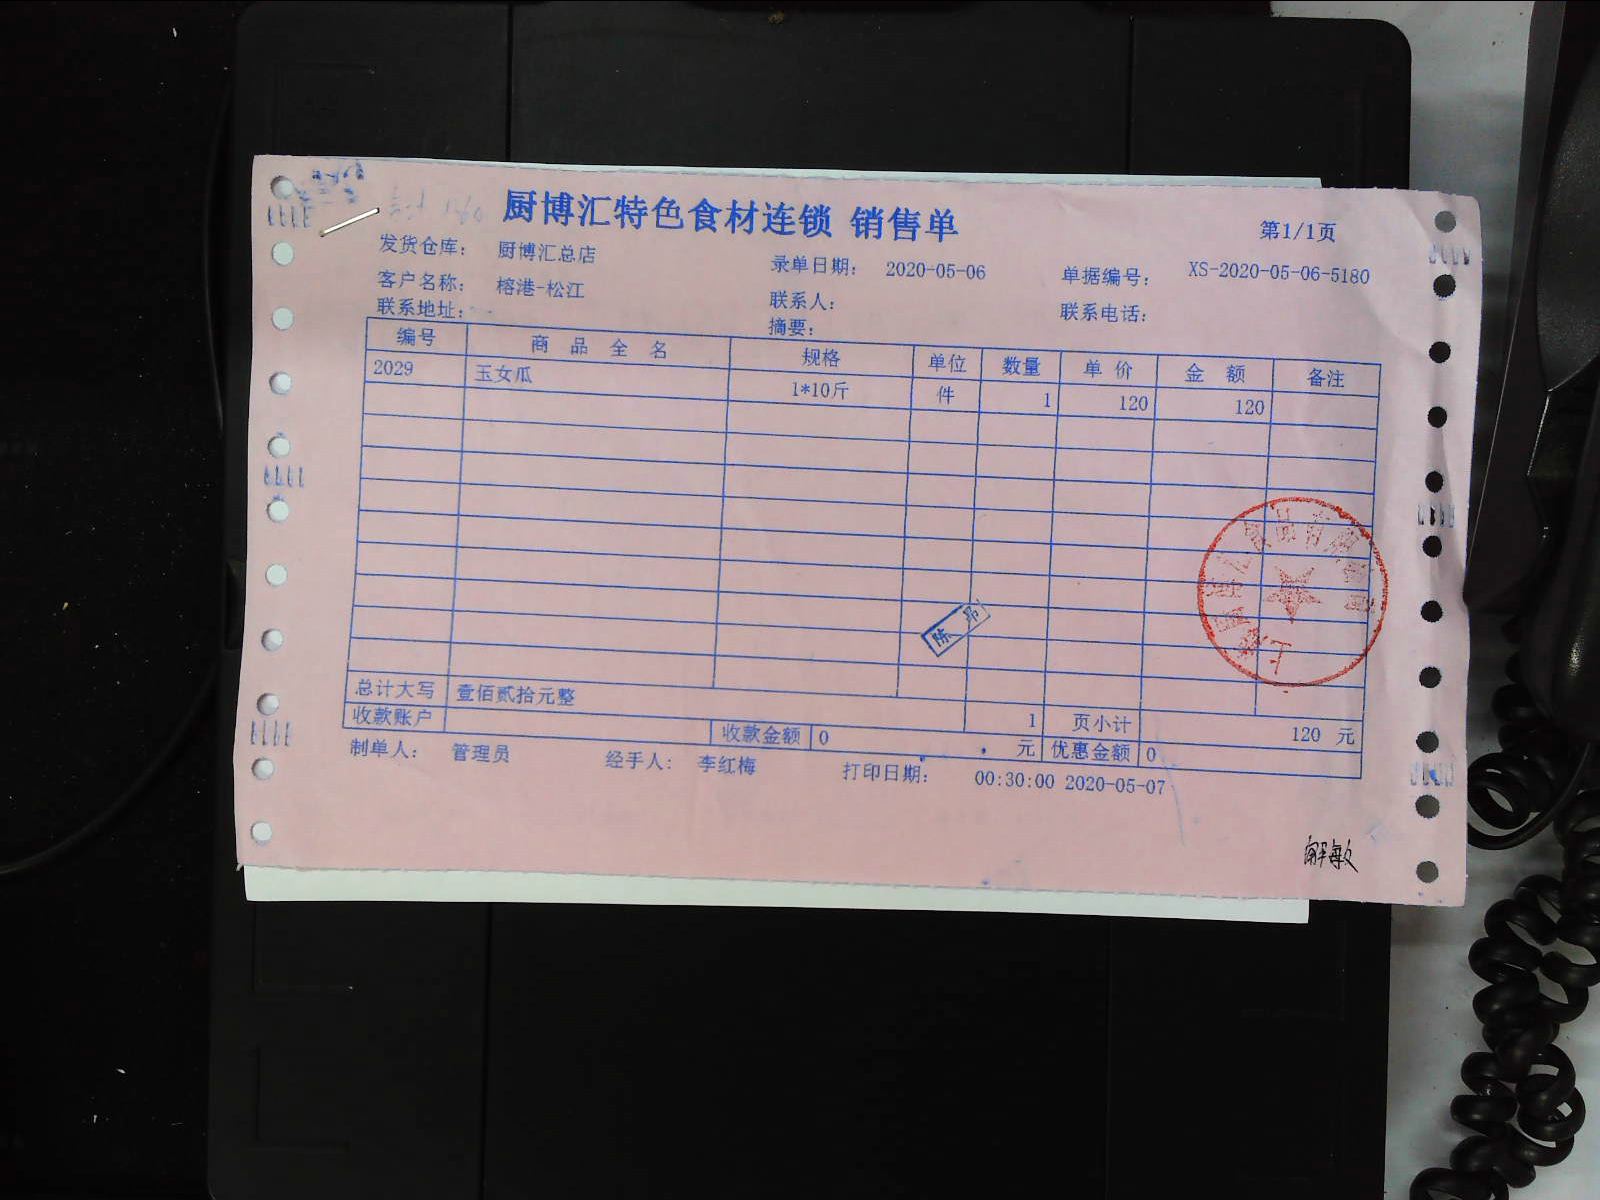 厨博汇特色食材连锁 销售单
第1/1页
发货仓库： 厨博汇总店 录单日期： 2020-05-06 单据编号： XS-2020-05-06-5180
客户名称： 榕港-松江 联系人： 联系电话：
联系地址： 摘要：
编号 商品全名 规格 单位 数量 单价 金额 备注
2029 玉女瓜 1*10斤 件 1 120 120
总计大写 壹佰贰拾元整 1 页小计 120 元
收款账户 收款金额 0 元 优惠金额 0
制单人： 管理员 经手人： 李红梅 打印日期： 00:30:00 2020-05-07
解敏